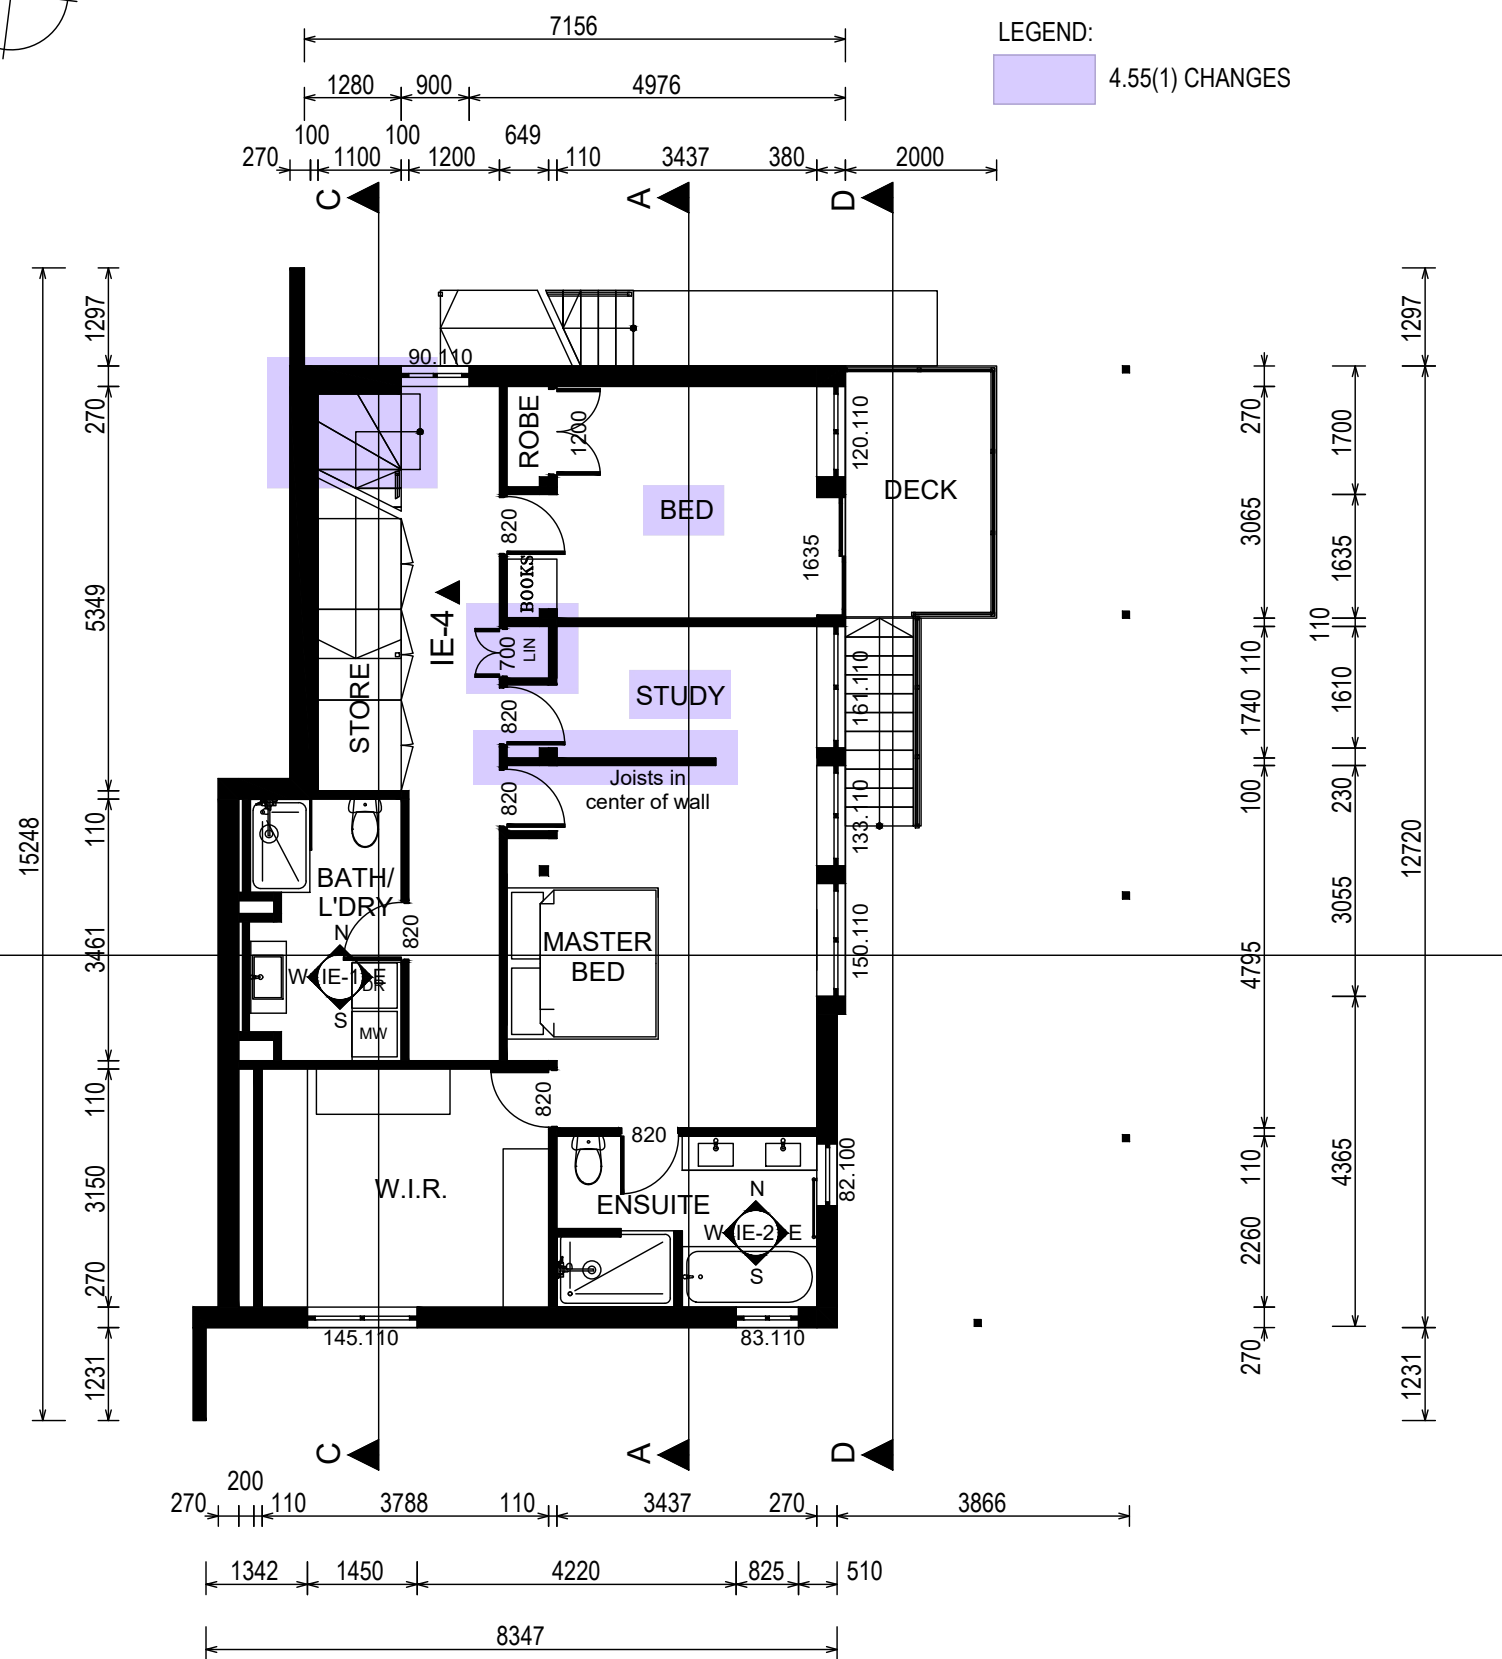 LEGEND:
4.55(1) CHANGES
7156
1280 900 4976
100 100 649
270 1100 1200 110 3437 380 2000
C A D
1297
270
5349
110
3461
110
3150
270
1231
15248
90.110
ROBE
1200
BED
120.110
DECK
820
1635
BOOKS
IE-4
700
LIN
STORE
STUDY
161.110
820
Joists in
center of wall
820
133.110
BATH/
L'DRY
820
N
W IE-1 E
S
DR
MW
MASTER
BED
150.110
820
820
82.100
W.I.R.
ENSUITE
N
W IE-2 E
S
145.110
83.110
270
3065
110
1740
100
4795
110
2260
270
1700
1635
110
1610
230
3055
4365
1297
12720
1231
C A D
200
270 110 3788 110 3437 270 3866
1342 1450 4220 825 510
8347